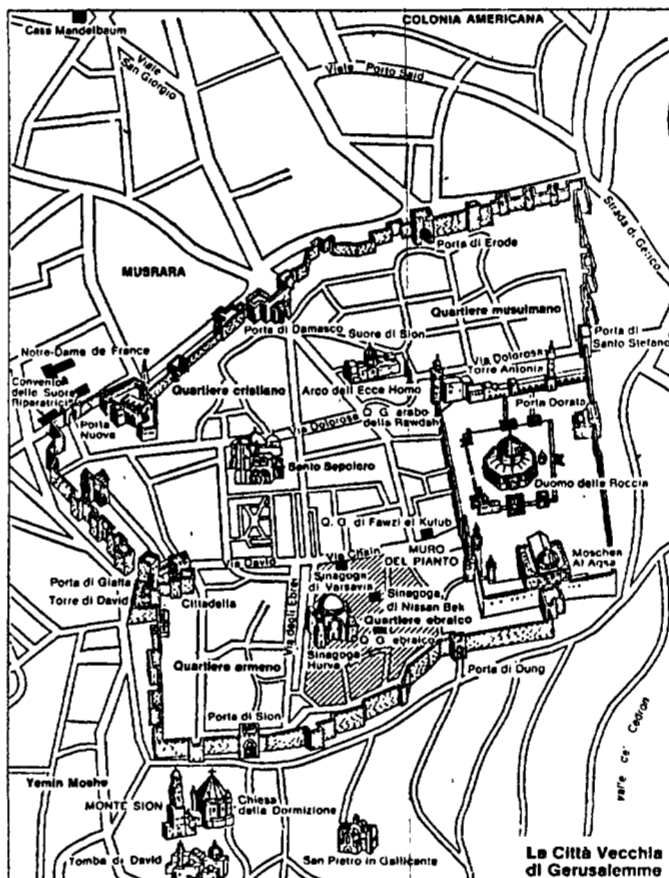 COLONIA AMERICANA
Casa Mandelbaum
Viale
San Giorgio
Viale Porto Said
Strada di Gerico
Porta di Erode
MUSRARA
Quartiere musulmano
Porta di Damasco
Suore di Sion
Porta di
Santo Stefano
Notre-Dame de France
Via Dolorosa
Torre Antonia
Convento
delle Suore
Riparatrici
Quartiere cristiano
Arco dell Ecce Homo
Porta Dorata
Porta
Nuova
Via Dolorosa
Q. G. arabo
della Rawdah
Santo Sepolcro
Duomo della Roccia
Q. G. di Fawzi el Kutub
Via Chain
MURO
DEL PIANTO
Via David
Moschea
Al Aqsa
Porta di Giaffa
Torre di David
Cittadella
Sinagoga
di Varsavia
Sinagoga
di Nissan Bek
Via degli Ebrei
Quartiere ebraico
Q. G. ebraico
Sinagoga
Hurva
Quartiere armeno
Porta di Dung
Porta di Sion
Valle del Cedron
Yemin Moshe
MONTE SION
Chiesa
della Dormizione
Tomba di David
San Pietro in Gallicante
La Città Vecchia
di Gerusalemme